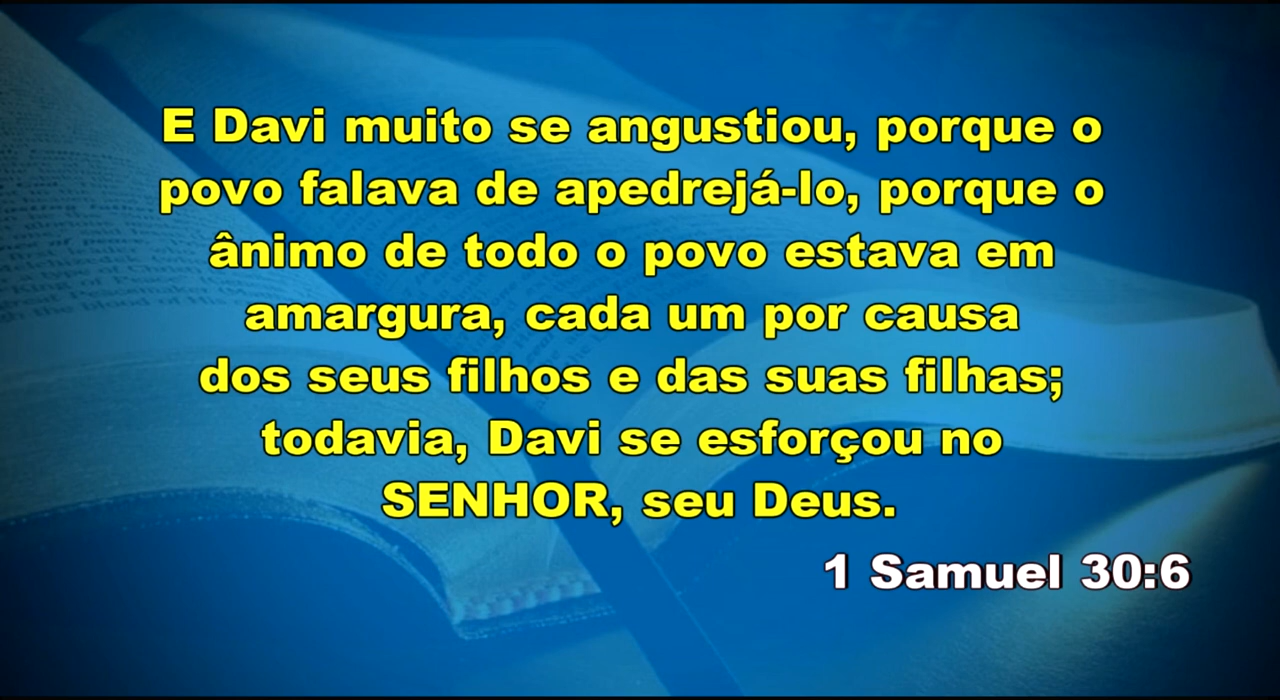 E Davi muito se angustiou, porque o
povo falava de apedrejá-lo, porque o
ânimo de todo o povo estava em
amargura, cada um por causa
dos seus filhos e das suas filhas;
todavia, Davi se esforçou no
SENHOR, seu Deus.
1 Samuel 30:6